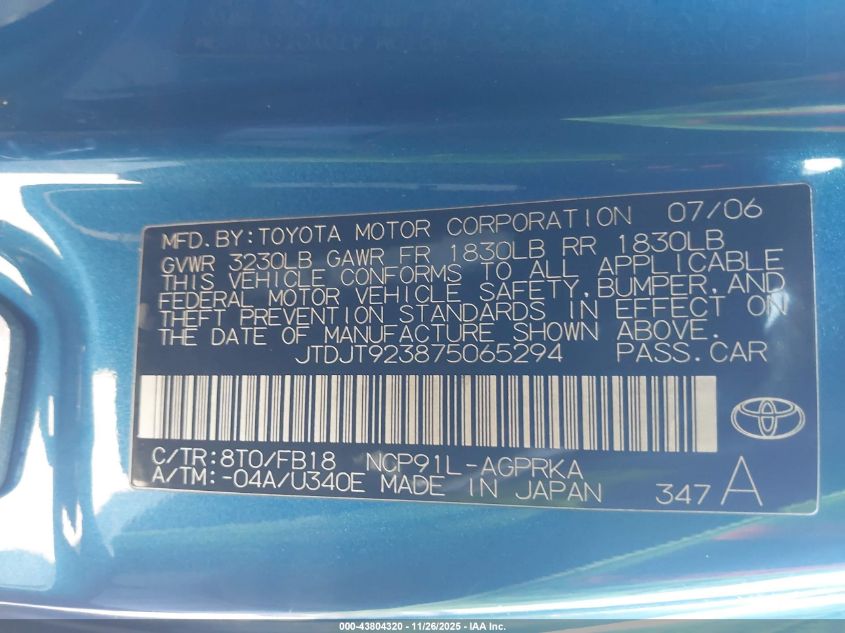 MFD.BY:TOYOTA MOTOR CORPORATION 07/06
GVWR 3230LB GAWR FR 1830LB RR 1830LB
THIS VEHICLE CONFORMS TO ALL APPLICABLE
FEDERAL MOTOR VEHICLE SAFETY,BUMPER,AND
THEFT PREVENTION STANDARDS IN EFFECT ON
THE DATE OF MANUFACTURE SHOWN ABOVE.
JTDJT923875065294 PASS.CAR
C/TR:8T0/FB18 NCP91L-AGPRKA
A/TM:-04A/U340E MADE IN JAPAN 347 A
000-43804320 - 11/26/2025 - IAA Inc.